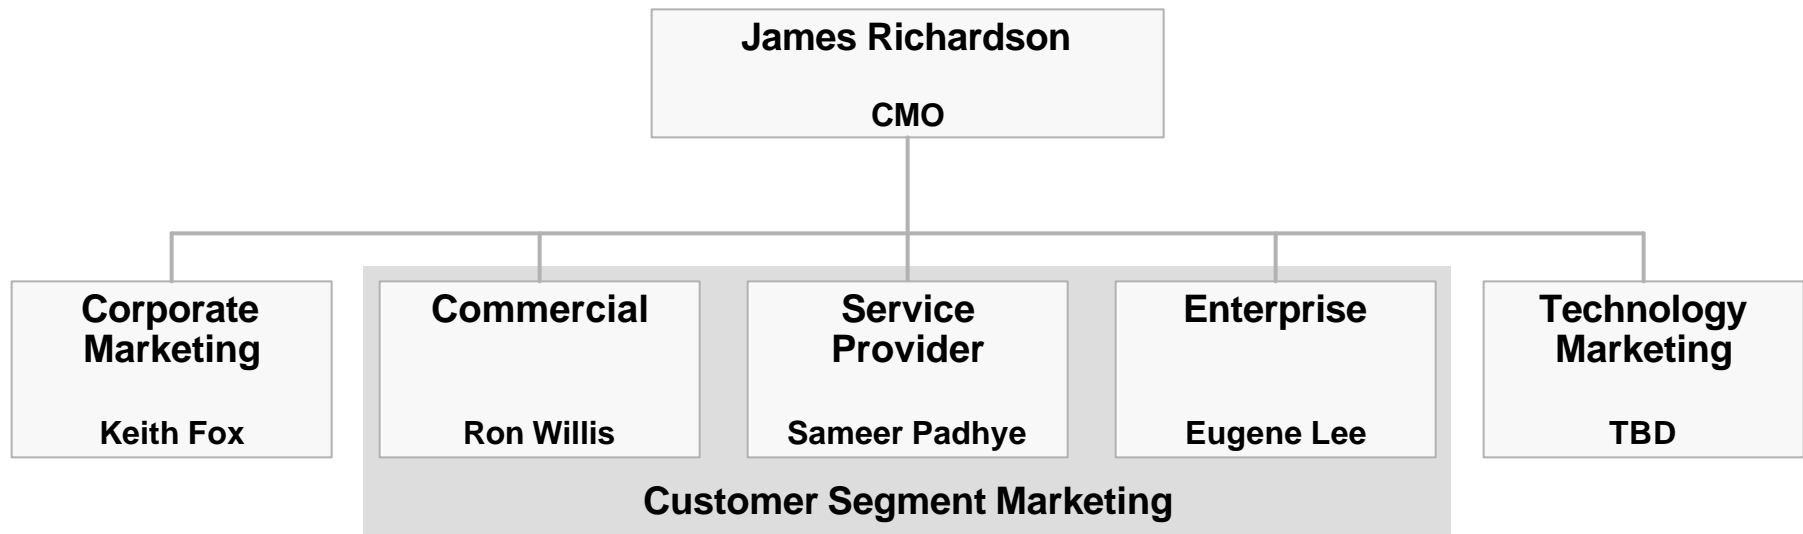 James Richardson
CMO
Corporate
Marketing
Keith Fox
Commercial
Ron Willis
Service
Provider
Sameer Padhye
Enterprise
Eugene Lee
Technology
Marketing
TBD
Customer Segment Marketing